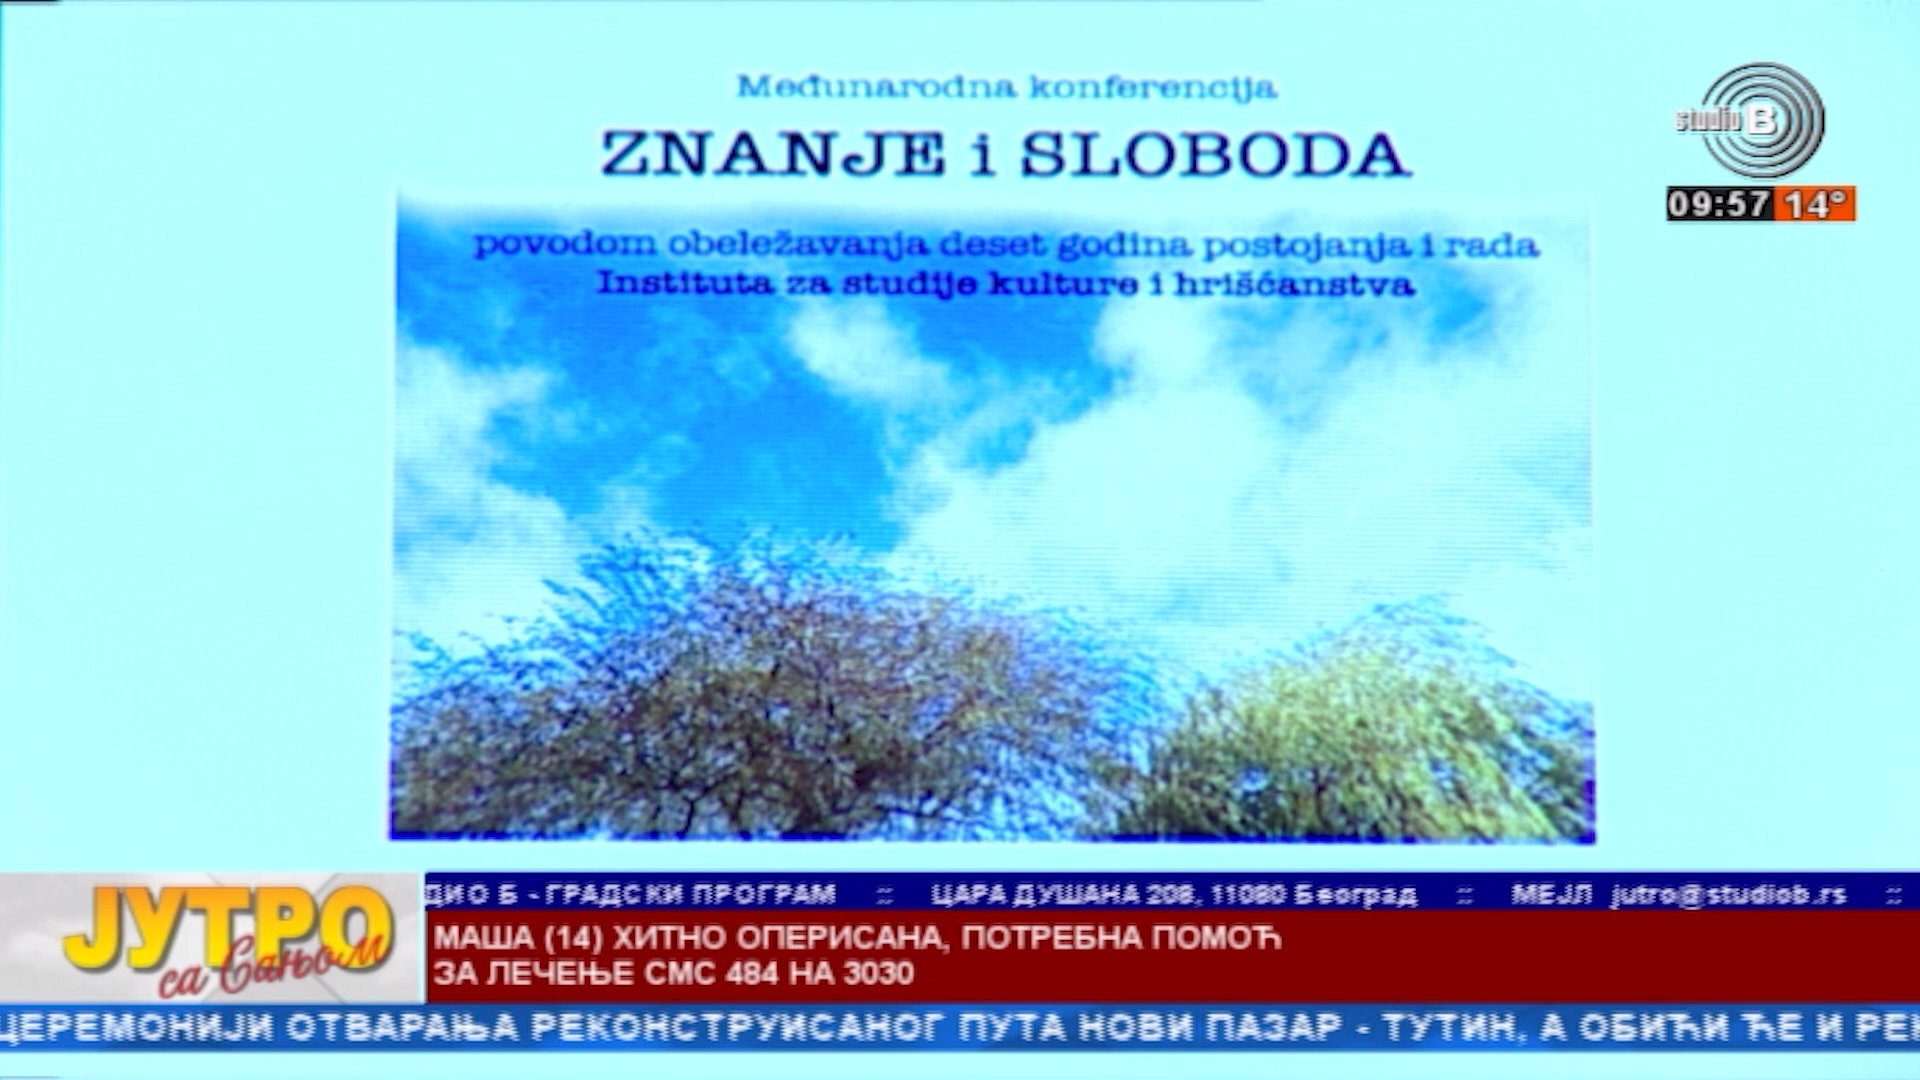 Međunarodna konferencija
ZNANJE i SLOBODA
povodom obeležavanja deset godina postojanja i rada
Instituta za studije kulture i hrišćanstva
studio B
09:57 14°
ЈУТРО
са Сањом
ДИО Б - ГРАДСКИ ПРОГРАМ :: ЦАРА ДУШАНА 208, 11080 Београд :: МЕЈЛ jutro@studiob.rs ::
МАША (14) ХИТНО ОПЕРИСАНА, ПОТРЕБНА ПОМОЋ
ЗА ЛЕЧЕЊЕ СМС 484 НА 3030
ЦЕРЕМОНИЈИ ОТВАРАЊА РЕКОНСТРУИСАНОГ ПУТА НОВИ ПАЗАР - ТУТИН, А ОБИЋИ ЋЕ И РЕК